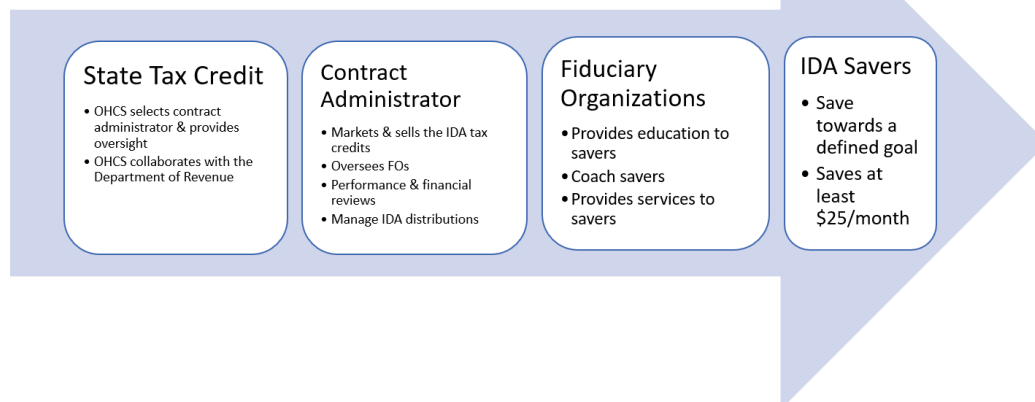 State Tax Credit
• OHCS selects contract
administrator & provides
oversight
• OHCS collaborates with the
Department of Revenue
Contract
Administrator
• Markets & sells the IDA tax
credits
• Oversees FOs
• Performance & financial
reviews
• Manage IDA distributions
Fiduciary
Organizations
• Provides education to
savers
• Coach savers
• Provides services to
savers
IDA Savers
• Save
towards a
defined goal
• Saves at
least
$25/month